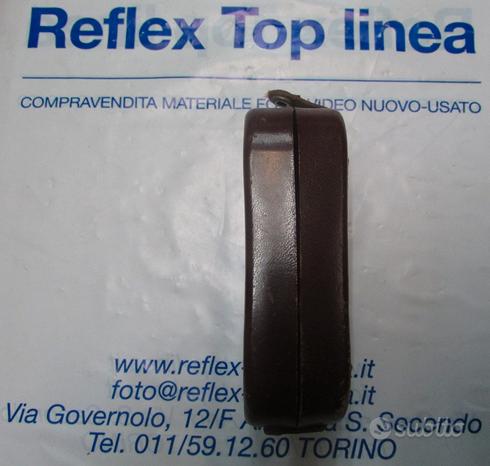 Reflex Top linea
COMPRAVENDITA MATERIALE VIDEO NUOVO-USATO
www.reflex- .it
foto@reflex- .it
Via Governolo, 12/F S. Secondo
Tel. 011/59.12.60 TORINO
subito